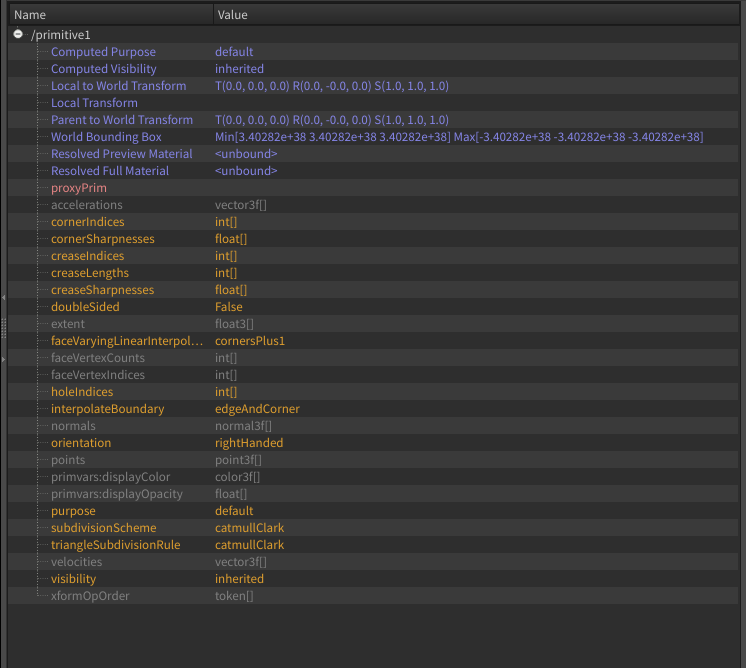 Name Value
/primitive1
Computed Purpose default
Computed Visibility inherited
Local to World Transform T(0.0, 0.0, 0.0) R(0.0, -0.0, 0.0) S(1.0, 1.0, 1.0)
Local Transform
Parent to World Transform T(0.0, 0.0, 0.0) R(0.0, -0.0, 0.0) S(1.0, 1.0, 1.0)
World Bounding Box Min[3.40282e+38 3.40282e+38 3.40282e+38] Max[-3.40282e+38 -3.40282e+38 -3.40282e+38]
Resolved Preview Material <unbound>
Resolved Full Material <unbound>
proxyPrim
accelerations vector3f[]
cornerIndices int[]
cornerSharpnesses float[]
creaseIndices int[]
creaseLengths int[]
creaseSharpnesses float[]
doubleSided False
extent float3[]
faceVaryingLinearInterpol... cornersPlus1
faceVertexCounts int[]
faceVertexIndices int[]
holeIndices int[]
interpolateBoundary edgeAndCorner
normals normal3f[]
orientation rightHanded
points point3f[]
primvars:displayColor color3f[]
primvars:displayOpacity float[]
purpose default
subdivisionScheme catmullClark
triangleSubdivisionRule catmullClark
velocities vector3f[]
visibility inherited
xformOpOrder token[]